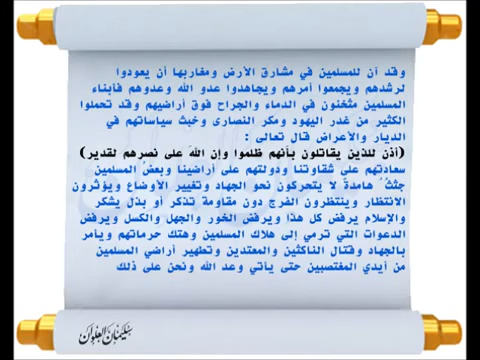 وقد آن للمسلمين في مشارق الأرض ومغاربها أن يعودوا
لرشدهم ويجمعوا أمرهم ويجاهدوا عدو الله وعدوهم فأبناء
المسلمين مثخنون في الدماء والجراح فوق أراضيهم وقد تحملوا
الكثير من غدر اليهود ومكر النصارى وخبث سياساتهم في
الديار والأعراض قال تعالى :
(أذن للذين يقاتلون بأنهم ظلموا وإن الله على نصرهم لقدير)
سعادتهم على شقاوتنا ودولتهم على أراضينا وبعض المسلمين
جثث هامدة لا يتحركون نحو الجهاد وتغيير الأوضاع ويؤثرون
الانتظار وينتظرون الفرج دون مقاومة تذكر أو بذل يشكر
والإسلام يرفض كل هذا ويرفض الخور والجهل والكسل ويرفض
الدعوات التي ترمي إلى هلاك المسلمين وهتك حرماتهم ويأمر
بالجهاد وقتال الناكثين والمعتدين وتطهير أراضي المسلمين
من أيدي المغتصبين حتى يأتي وعد الله ونحن على ذلك
سليمان العلوان